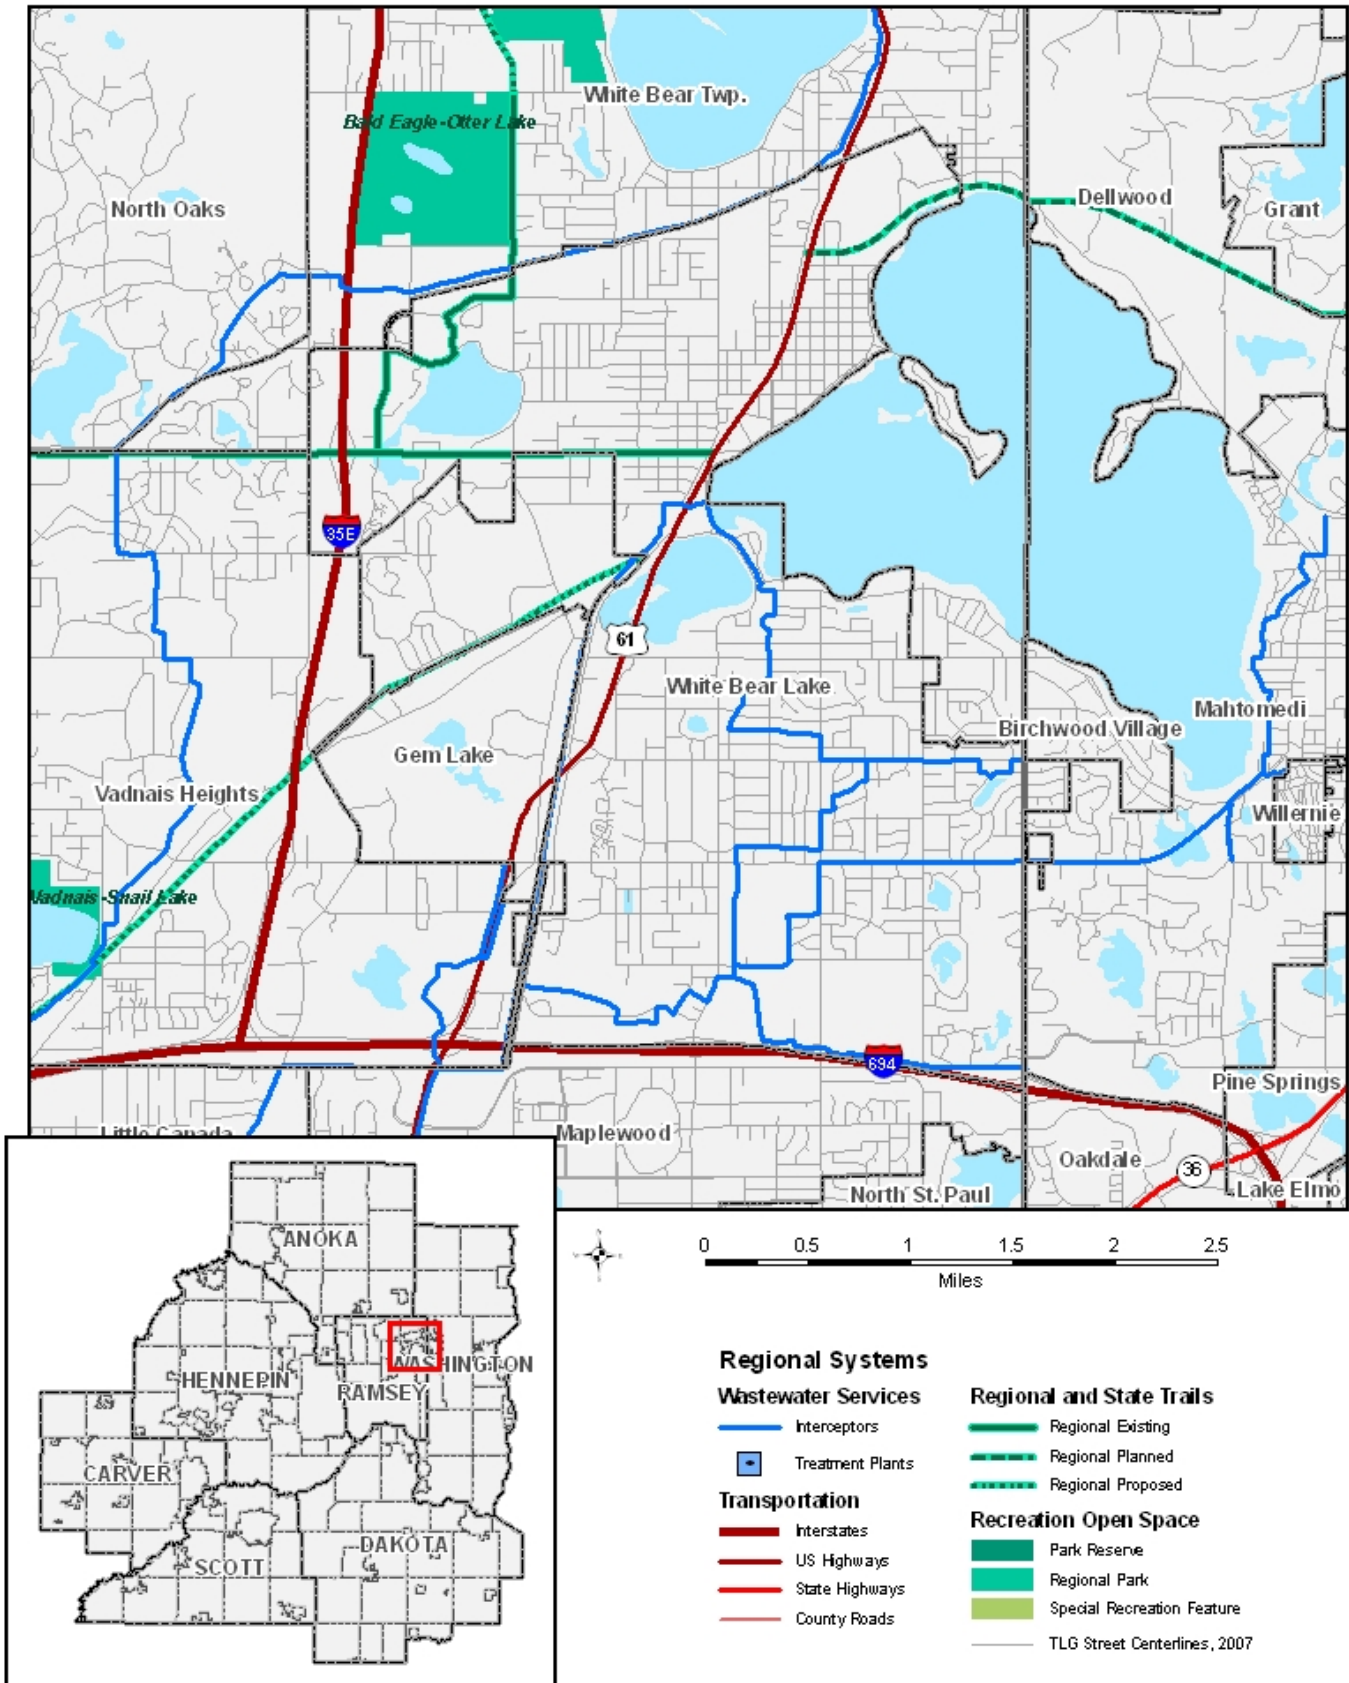 White Bear Twp.
Bald Eagle-Otter Lake
North Oaks
Dellwood
Grant
35E
61
White Bear Lake
Mahtomedi
Birchwood Village
Gem Lake
Vadnais Heights
Willernie
Vadnais-Snail Lake
694
Pine Springs
Little Canada
Maplewood
Oakdale
36
North St. Paul
Lake Elmo
ANOKA
WASHINGTON
HENNEPIN
RAMSEY
CARVER
DAKOTA
SCOTT
0 0.5 1 1.5 2 2.5
Miles
Regional Systems
Wastewater Services
Interceptors
Treatment Plants
Transportation
Interstates
US Highways
State Highways
County Roads
Regional and State Trails
Regional Existing
Regional Planned
Regional Proposed
Recreation Open Space
Park Reserve
Regional Park
Special Recreation Feature
TLG Street Centerlines, 2007